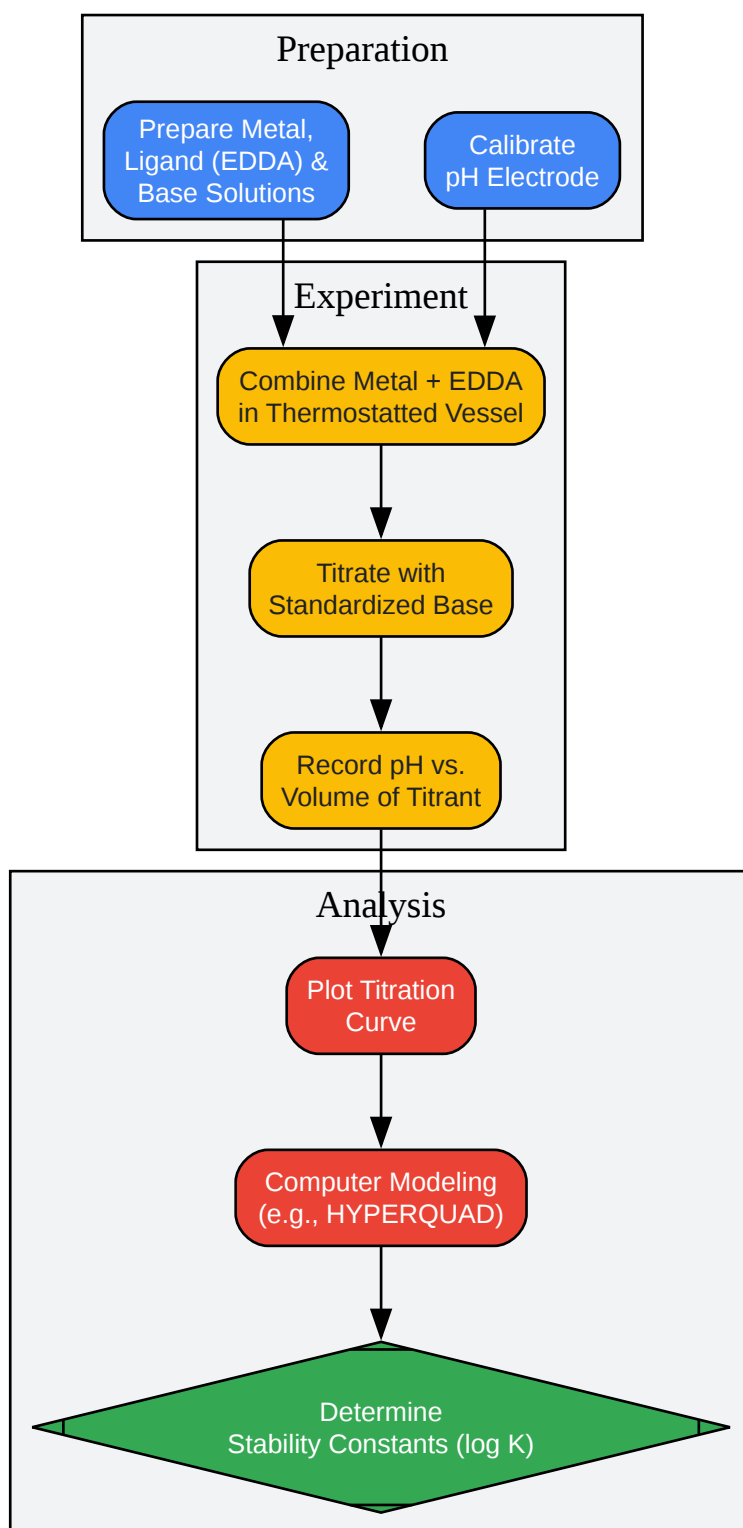 Preparation
Prepare Metal,
Ligand (EDDA) &
Base Solutions
Calibrate
pH Electrode
Experiment
Combine Metal + EDDA
in Thermostatted Vessel
Titrate with
Standardized Base
Record pH vs.
Volume of Titrant
Analysis
Plot Titration
Curve
Computer Modeling
(e.g., HYPERQUAD)
Determine
Stability Constants (log K)